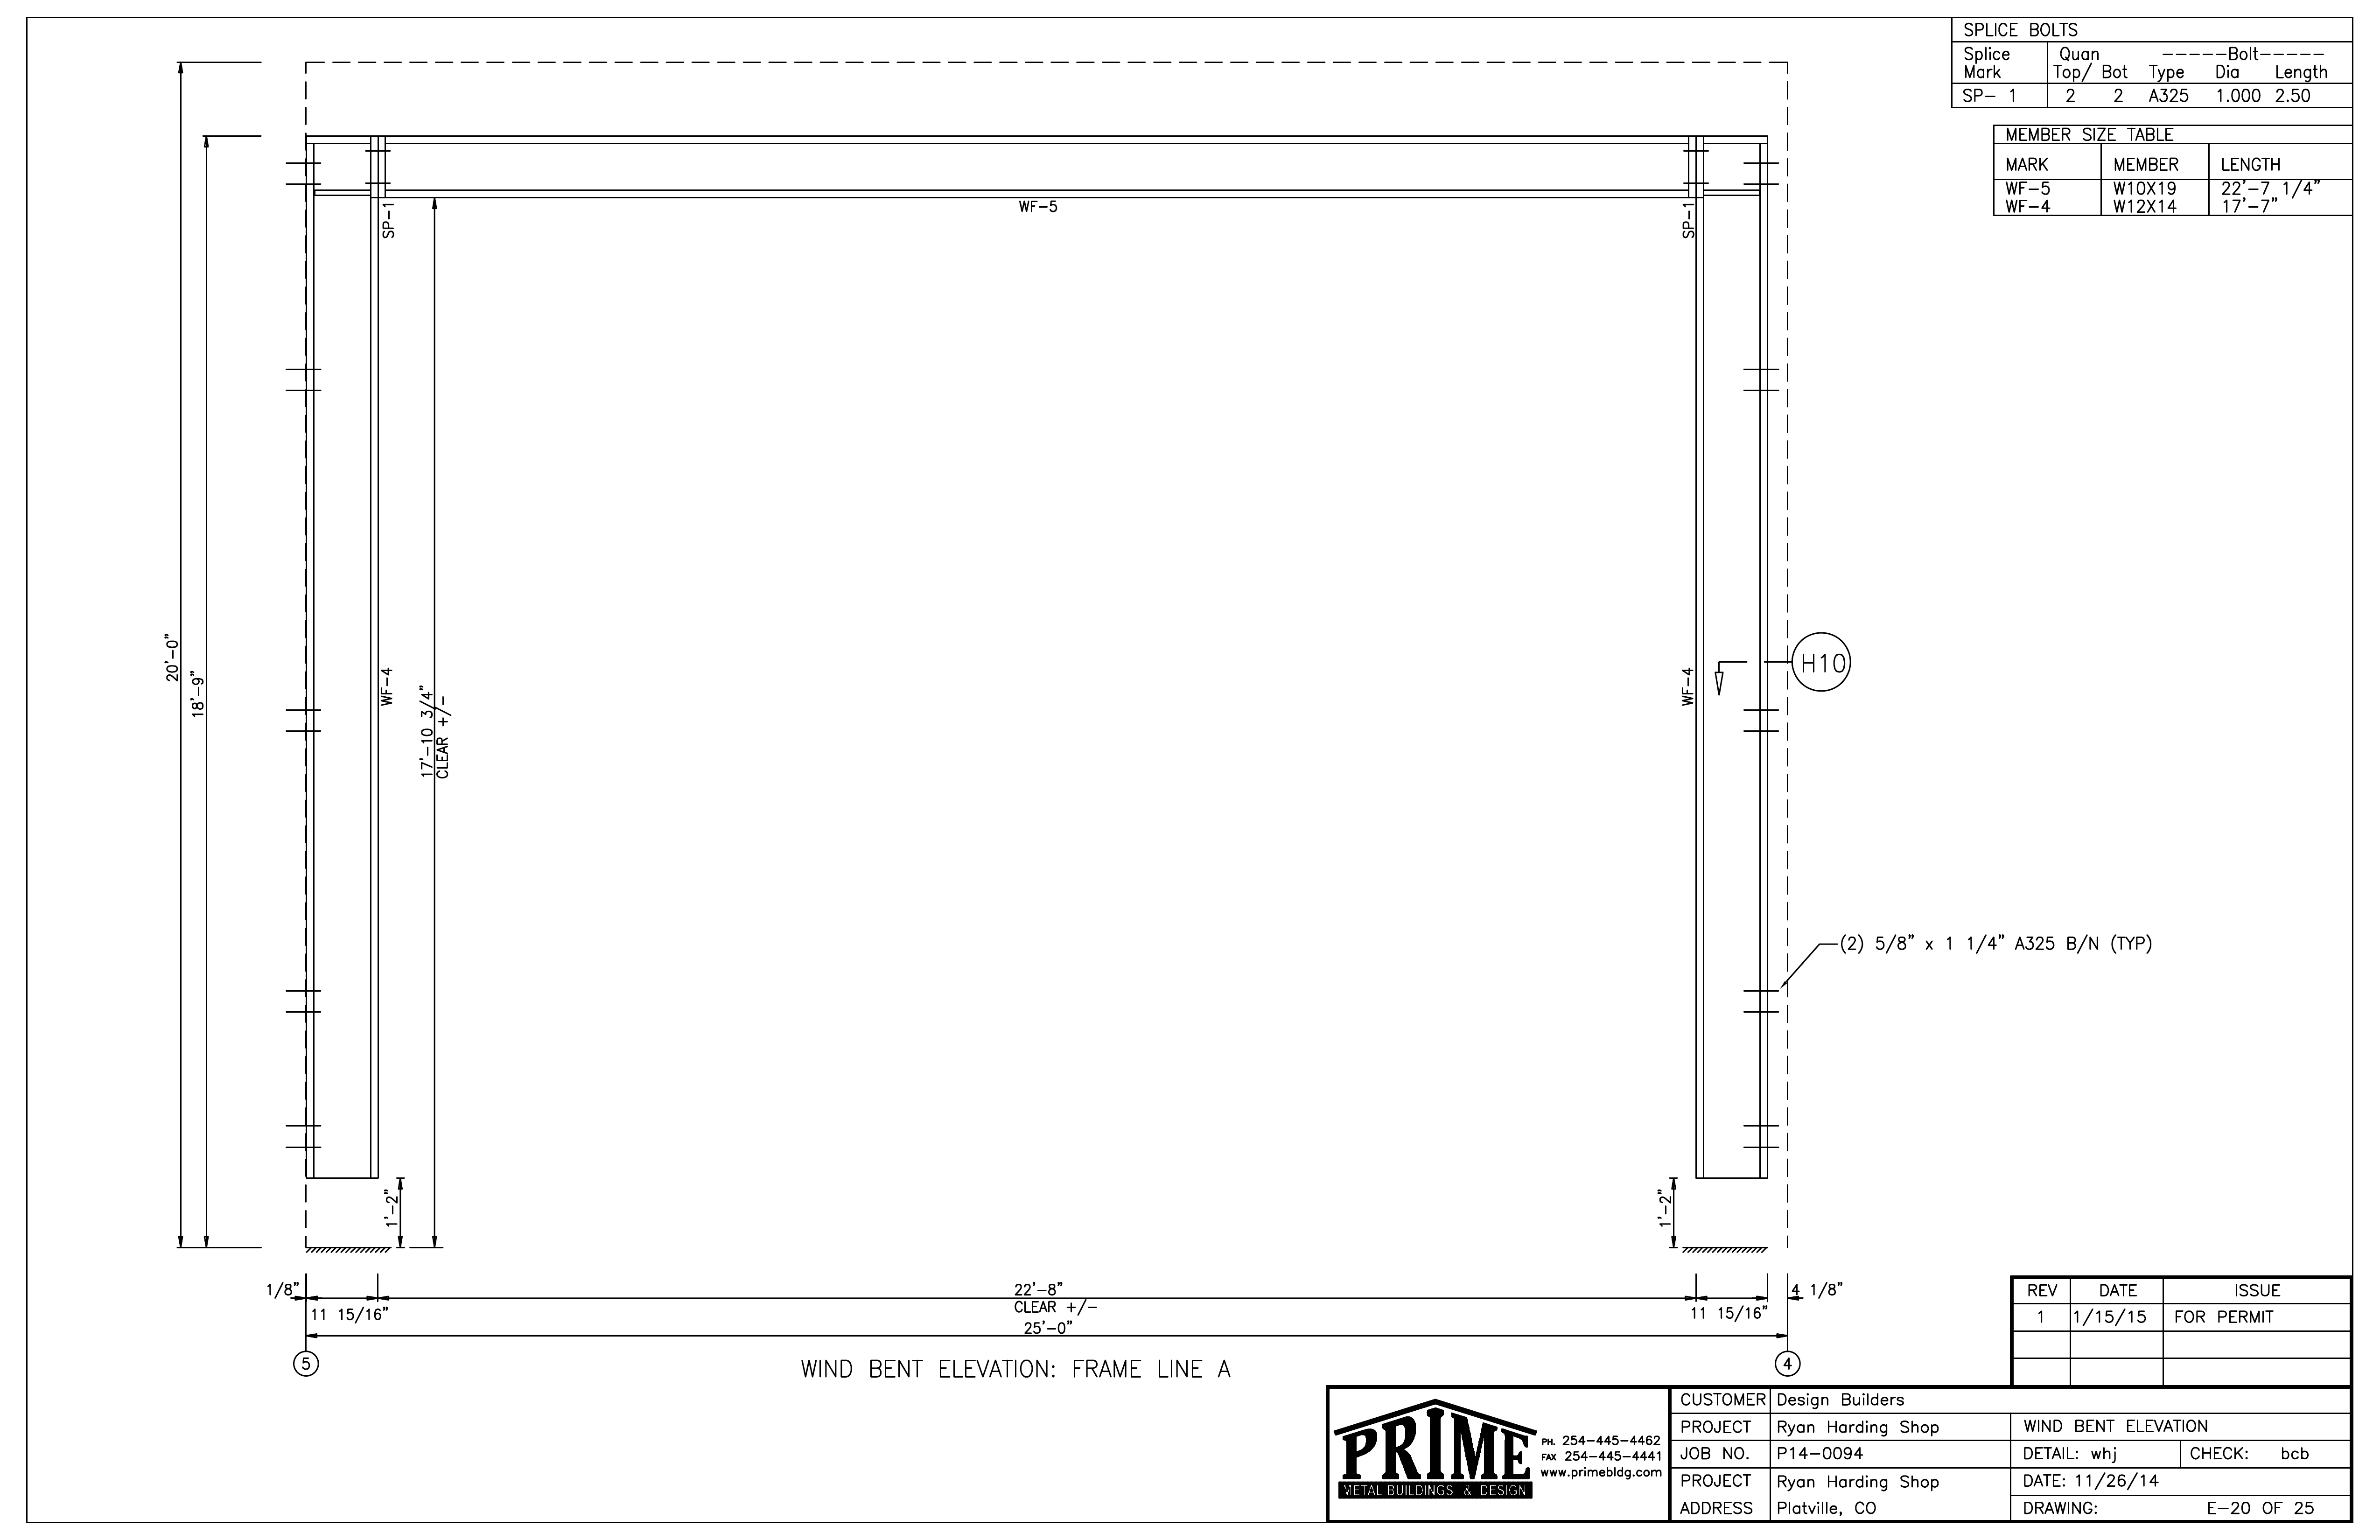 SPLICE BOLTS
Splice Quan -----Bolt-----
Mark Top/ Bot Type Dia Length
SP- 1 2 2 A325 1.000 2.50
MEMBER SIZE TABLE
MARK MEMBER LENGTH
WF-5 W10X19 22'-7 1/4"
WF-4 W12X14 17'-7"
WF-5
SP-1
SP-1
20'-0"
18'-9"
WF-4
17'-10 3/4"
CLEAR +/-
WF-4
H10
(2) 5/8" x 1 1/4" A325 B/N (TYP)
1'-2"
1'-2"
1/8" 22'-8" 4 1/8"
11 15/16" CLEAR +/- 11 15/16"
25'-0"
5 4
WIND BENT ELEVATION: FRAME LINE A
REV DATE ISSUE
1 1/15/15 FOR PERMIT
PRIME
METAL BUILDINGS & DESIGN
PH. 254-445-4462
FAX 254-445-4441
www.primebldg.com
CUSTOMER Design Builders
PROJECT Ryan Harding Shop WIND BENT ELEVATION
JOB NO. P14-0094 DETAIL: whj CHECK: bcb
PROJECT Ryan Harding Shop DATE: 11/26/14
ADDRESS Platville, CO DRAWING: E-20 OF 25